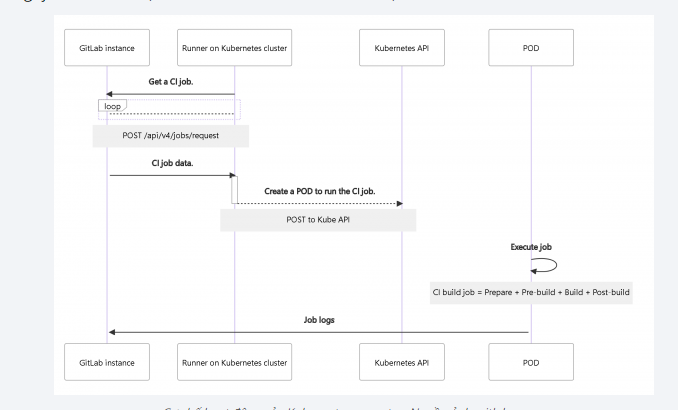 GitLab instance
Runner on Kubernetes cluster
Kubernetes API
POD
Get a CI job.
loop
POST /api/v4/jobs/request
CI job data.
Create a POD to run the CI job.
POST to Kube API
Execute job
CI build job = Prepare + Pre-build + Build + Post-build
Job logs
GitLab instance
Runner on Kubernetes cluster
Kubernetes API
POD